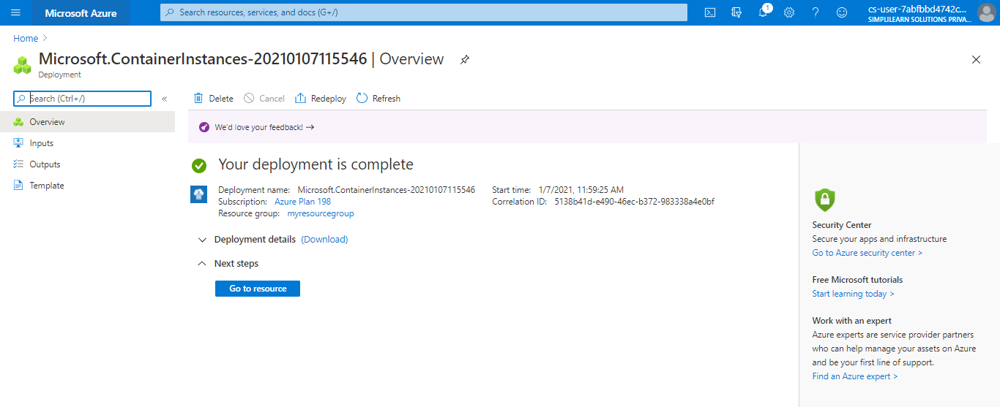 Microsoft Azure
Search resources, services, and docs (G+/)
1
cs-user-7abfbbd4742c...
SIMPLILEARN SOLUTIONS PRIVA...
Home >
Microsoft.ContainerInstances-20210107115546 | Overview
Deployment
Search (Ctrl+/)
«
Delete
Cancel
Redeploy
Refresh
Overview
Inputs
Outputs
Template
We'd love your feedback! →
Your deployment is complete
Deployment name: Microsoft.ContainerInstances-20210107115546
Subscription: Azure Plan 198
Resource group: myresourcegroup
Start time: 1/7/2021, 11:59:25 AM
Correlation ID: 5138b41d-e490-46ec-b372-983338a4e0bf
Deployment details (Download)
Next steps
Go to resource
Security Center
Secure your apps and infrastructure
Go to Azure security center >
Free Microsoft tutorials
Start learning today >
Work with an expert
Azure experts are service provider partners
who can help manage your assets on Azure
and be your first line of support.
Find an Azure expert >